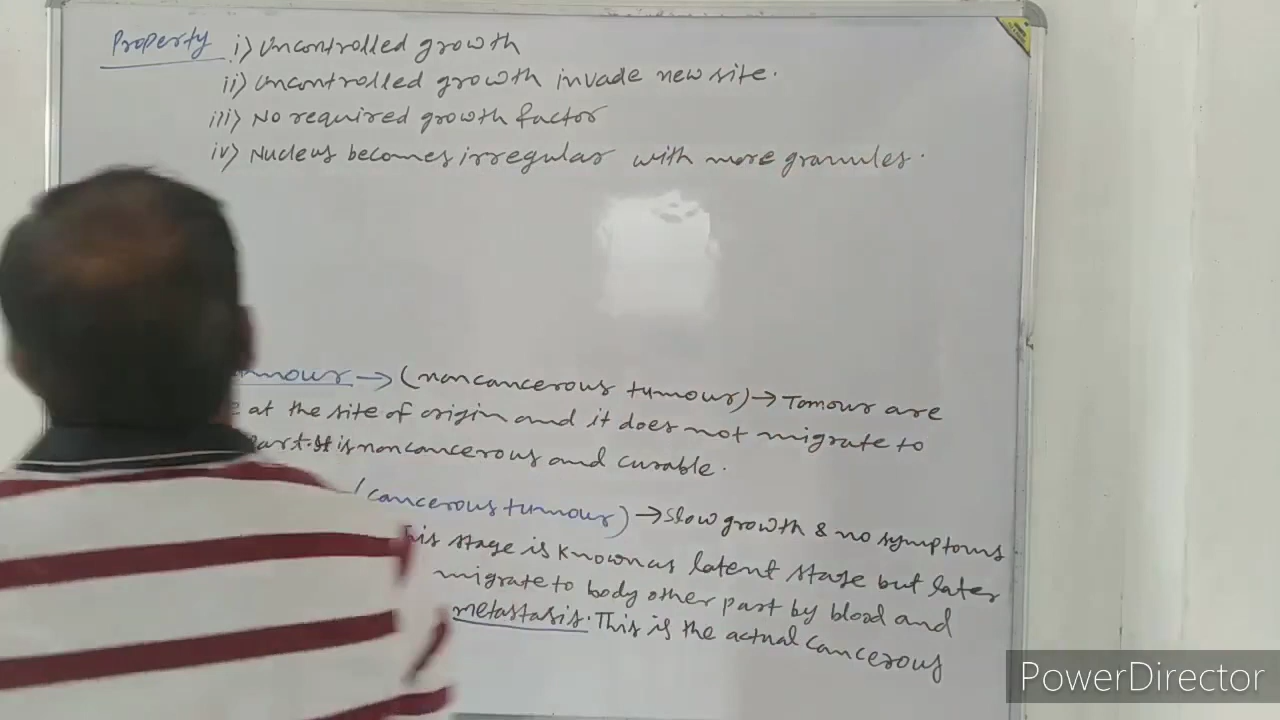 Property i) Uncontrolled growth
ii) Uncontrolled growth invade new site.
iii) No required growth factor
iv) Nucleus becomes irregular with more granules.
→ (noncancerous tumour) → Tomour are
at the site of origin and it does not migrate to
part. It is noncancerous and curable.
(cancerous tumour) → Slow growth & no symptoms
This stage is known as latent stage but later
migrate to body other part by blood and
metastasis. This is the actual cancerous
PowerDirector